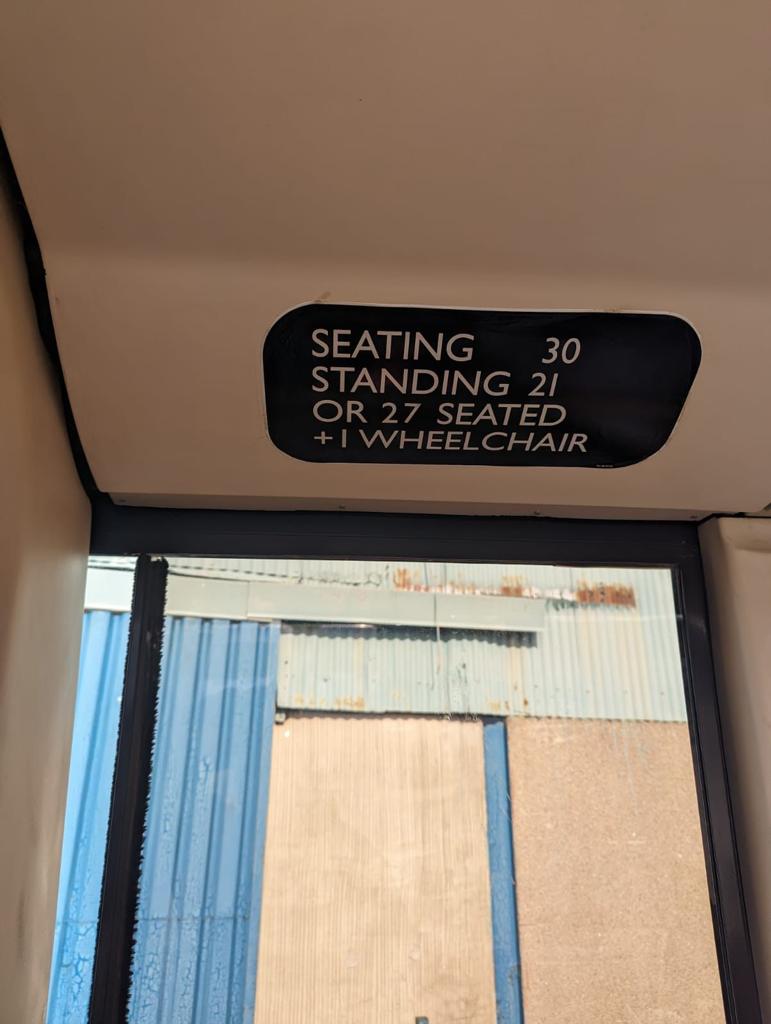 SEATING 30
STANDING 21
OR 27 SEATED
+1 WHEELCHAIR